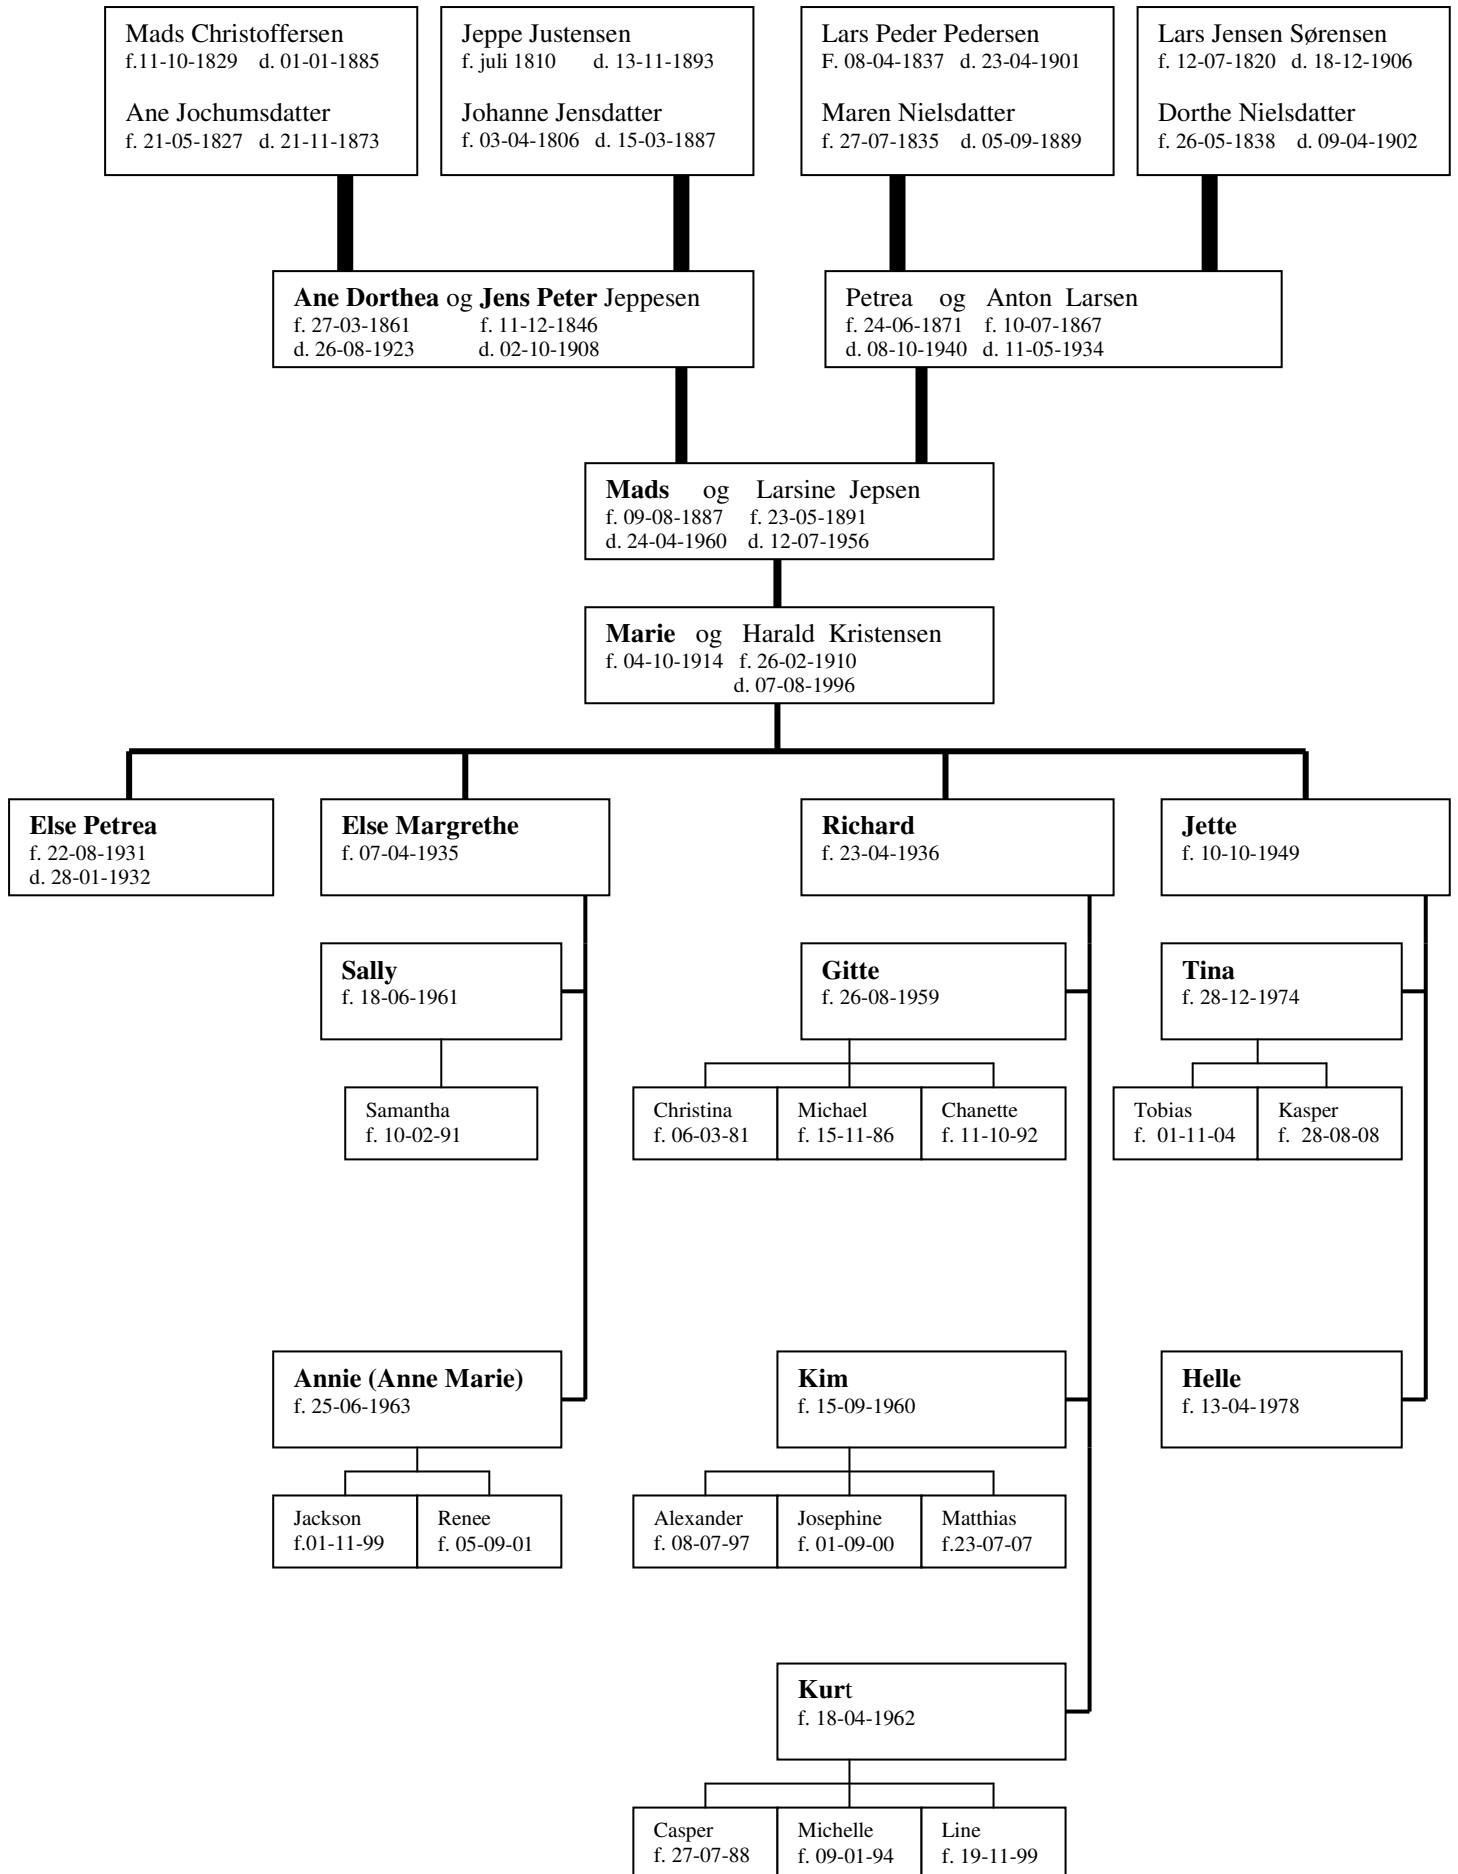 Mads Christoffersen
f.11-10-1829 d. 01-01-1885
Ane Jochumsdatter
f. 21-05-1827 d. 21-11-1873
Jeppe Justensen
f. juli 1810 d. 13-11-1893
Johanne Jensdatter
f. 03-04-1806 d. 15-03-1887
Lars Peder Pedersen
F. 08-04-1837 d. 23-04-1901
Maren Nielsdatter
f. 27-07-1835 d. 05-09-1889
Lars Jensen Sørensen
f. 12-07-1820 d. 18-12-1906
Dorthe Nielsdatter
f. 26-05-1838 d. 09-04-1902
Ane Dorthea og Jens Peter Jeppesen
f. 27-03-1861 f. 11-12-1846
d. 26-08-1923 d. 02-10-1908
Petrea og Anton Larsen
f. 24-06-1871 f. 10-07-1867
d. 08-10-1940 d. 11-05-1934
Mads og Larsine Jepsen
f. 09-08-1887 f. 23-05-1891
d. 24-04-1960 d. 12-07-1956
Marie og Harald Kristensen
f. 04-10-1914 f. 26-02-1910
d. 07-08-1996
Else Petrea
f. 22-08-1931
d. 28-01-1932
Else Margrethe
f. 07-04-1935
Richard
f. 23-04-1936
Jette
f. 10-10-1949
Sally
f. 18-06-1961
Gitte
f. 26-08-1959
Tina
f. 28-12-1974
Samantha
f. 10-02-91
Christina
f. 06-03-81
Michael
f. 15-11-86
Chanette
f. 11-10-92
Tobias
f. 01-11-04
Kasper
f. 28-08-08
Annie (Anne Marie)
f. 25-06-1963
Kim
f. 15-09-1960
Helle
f. 13-04-1978
Jackson
f.01-11-99
Renee
f. 05-09-01
Alexander
f. 08-07-97
Josephine
f. 01-09-00
Matthias
f.23-07-07
Kurt
f. 18-04-1962
Casper
f. 27-07-88
Michelle
f. 09-01-94
Line
f. 19-11-99